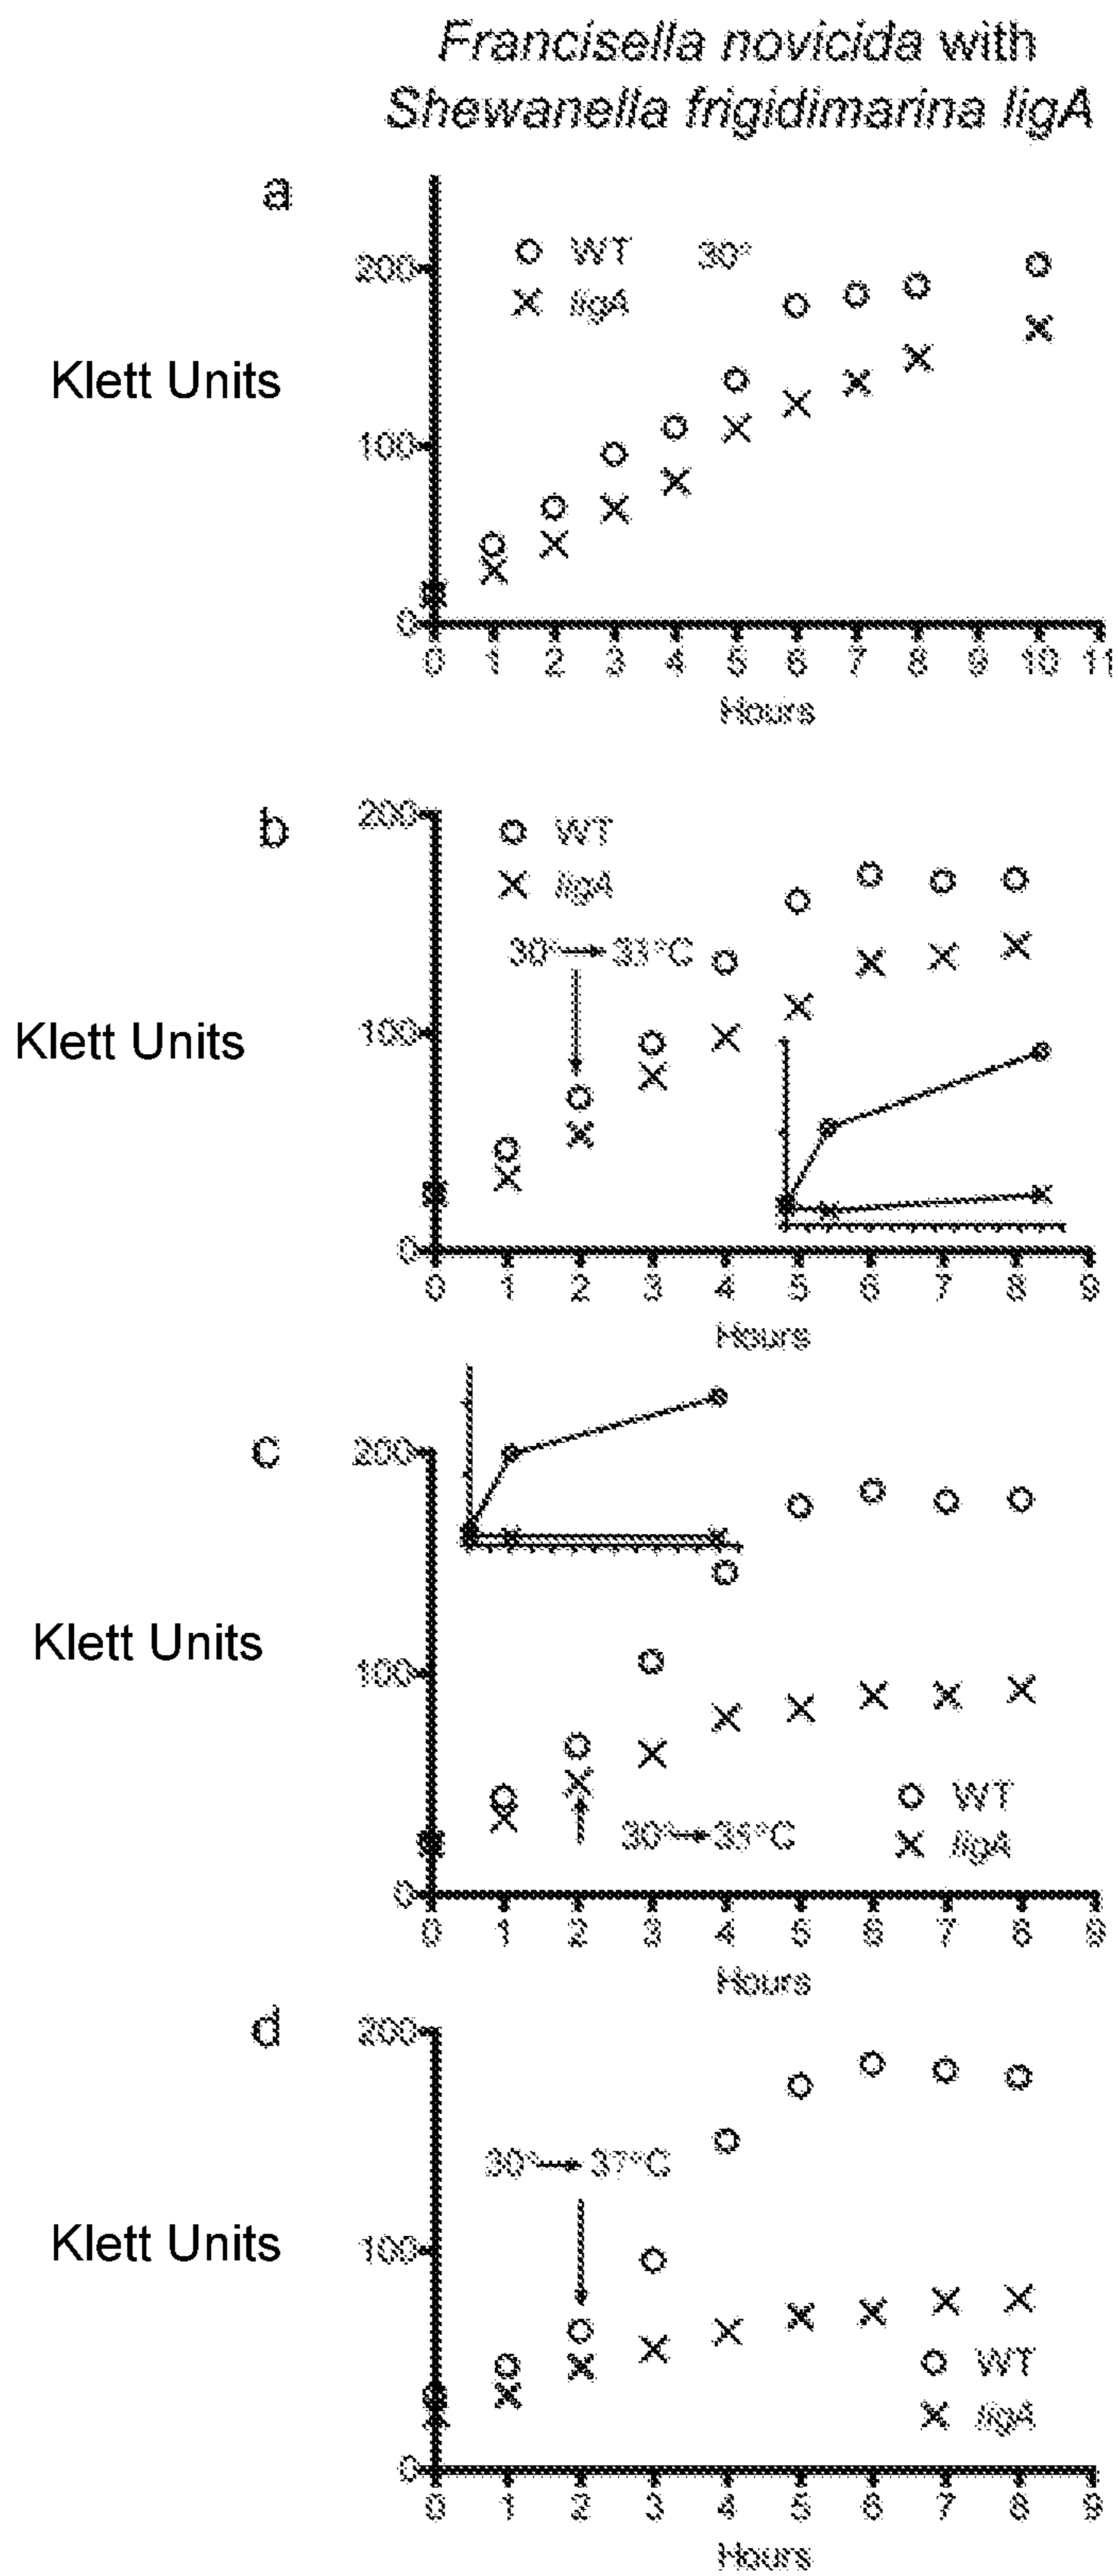 Francisella novicida with
Shewanella frigidimarina ligA
a
WT 30°
ligA
200
Klett Units
100
0
0 1 2 3 4 5 6 7 8 9 10 11
Hours
b
200
WT
ligA
30° → 33°C
Klett Units
100
0
0 1 2 3 4 5 6 7 8 9
Hours
c
200
Klett Units
100
WT
30° → 35°C
ligA
0
0 1 2 3 4 5 6 7 8 9
Hours
d
200
30° → 37°C
Klett Units
100
WT
ligA
0
0 1 2 3 4 5 6 7 8 9
Hours